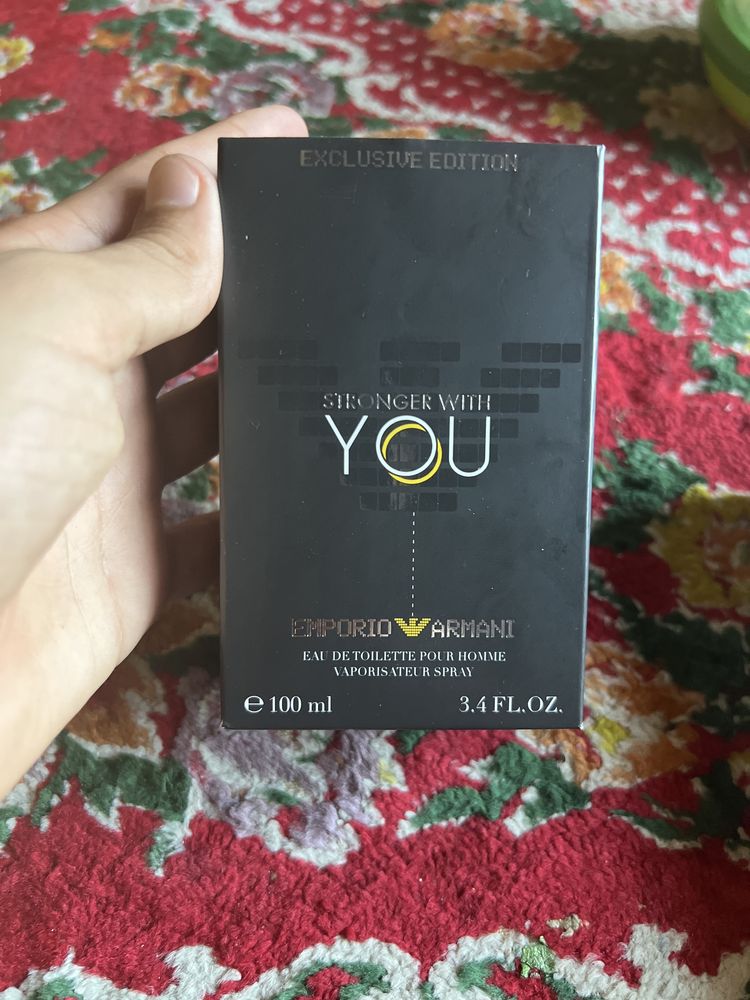 EXCLUSIVE EDITION
STRONGER WITH
YOU
EMPORIO ARMANI
EAU DE TOILETTE POUR HOMME
VAPORISATEUR SPRAY
℮ 100 ml 3.4 FL.OZ.